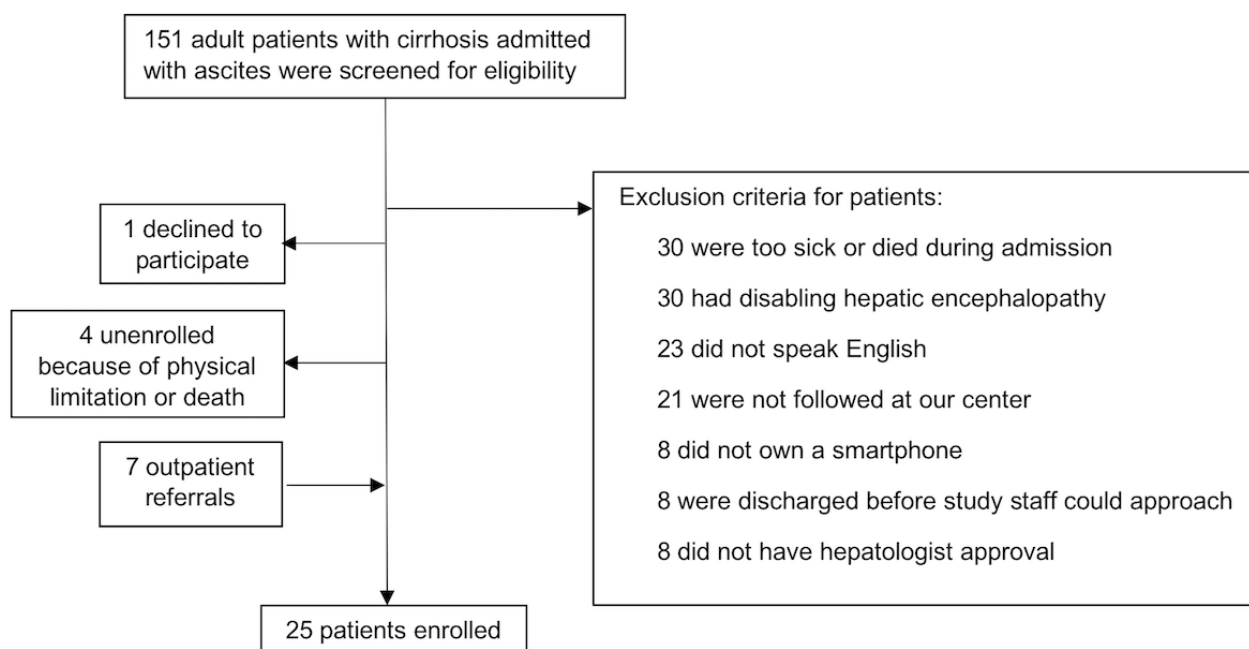 151 adult patients with cirrhosis admitted
with ascites were screened for eligibility
Exclusion criteria for patients:
30 were too sick or died during admission
30 had disabling hepatic encephalopathy
23 did not speak English
21 were not followed at our center
8 did not own a smartphone
8 were discharged before study staff could approach
8 did not have hepatologist approval
1 declined to
participate
4 unenrolled
because of physical
limitation or death
7 outpatient
referrals
25 patients enrolled